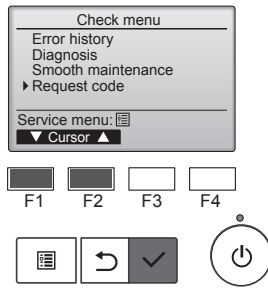 Check menu
Error history
Diagnosis
Smooth maintenance
Request code
Service menu:
▼ Cursor ▲
F1 F2 F3 F4